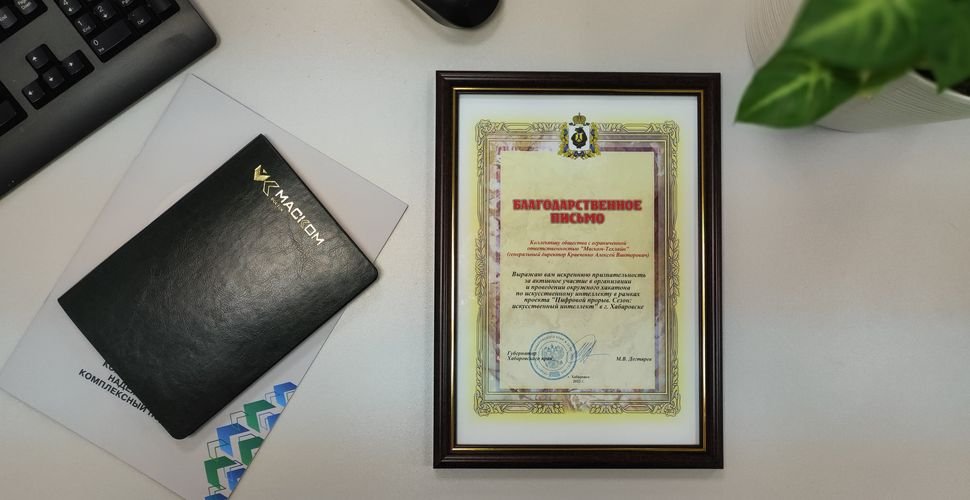 МАСКОМ
ВОСТОК
КОМПЛЕКСНЫЙ
БЛАГОДАРСТВЕННОЕ
ПИСЬМО
Коллективу общества с ограниченной
ответственностью "Маском-Техлайн"
(генеральный директор Кравченко Алексей Викторович)
Выражаю вам искреннюю признательность
за активное участие в организации
и проведении окружного хакатона
по искусственному интеллекту в рамках
проекта "Цифровой прорыв. Сезон:
искусственный интеллект" в г. Хабаровске
Губернатор
Хабаровского края
М.В. Дегтярев
г. Хабаровск
2022 г.